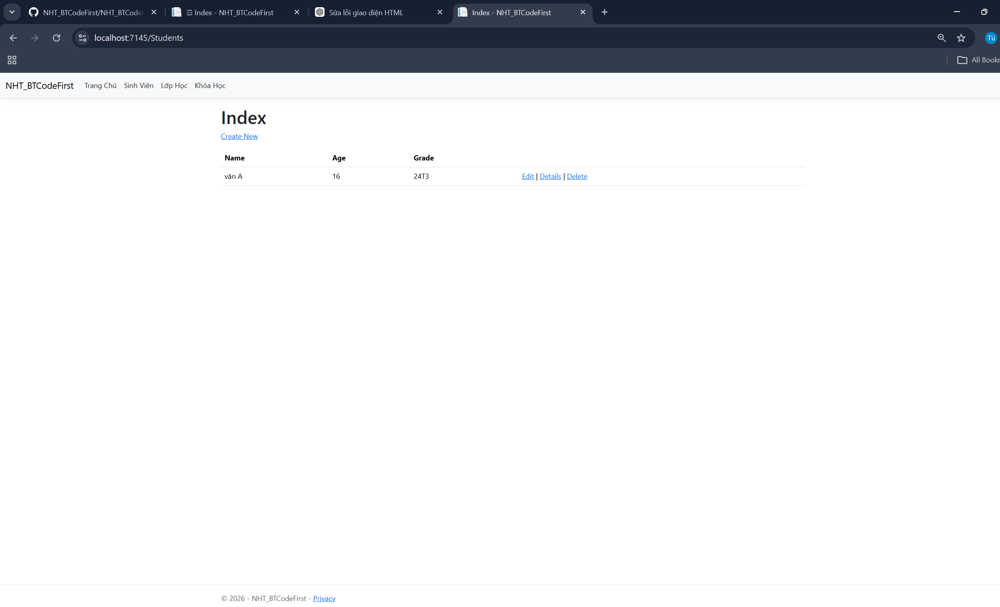 NHT_BTCodeFirst/NHT_BTCode
Index - NHT_BTCodeFirst
Sửa lỗi giao diện HTML
Index - NHT_BTCodeFirst
localhost:7145/Students
Tú
All Book
NHT_BTCodeFirst Trang Chủ Sinh Viên Lớp Học Khóa Học
Index
Create New
Name Age Grade
văn A 16 24T3 Edit | Details | Delete
© 2026 - NHT_BTCodeFirst - Privacy